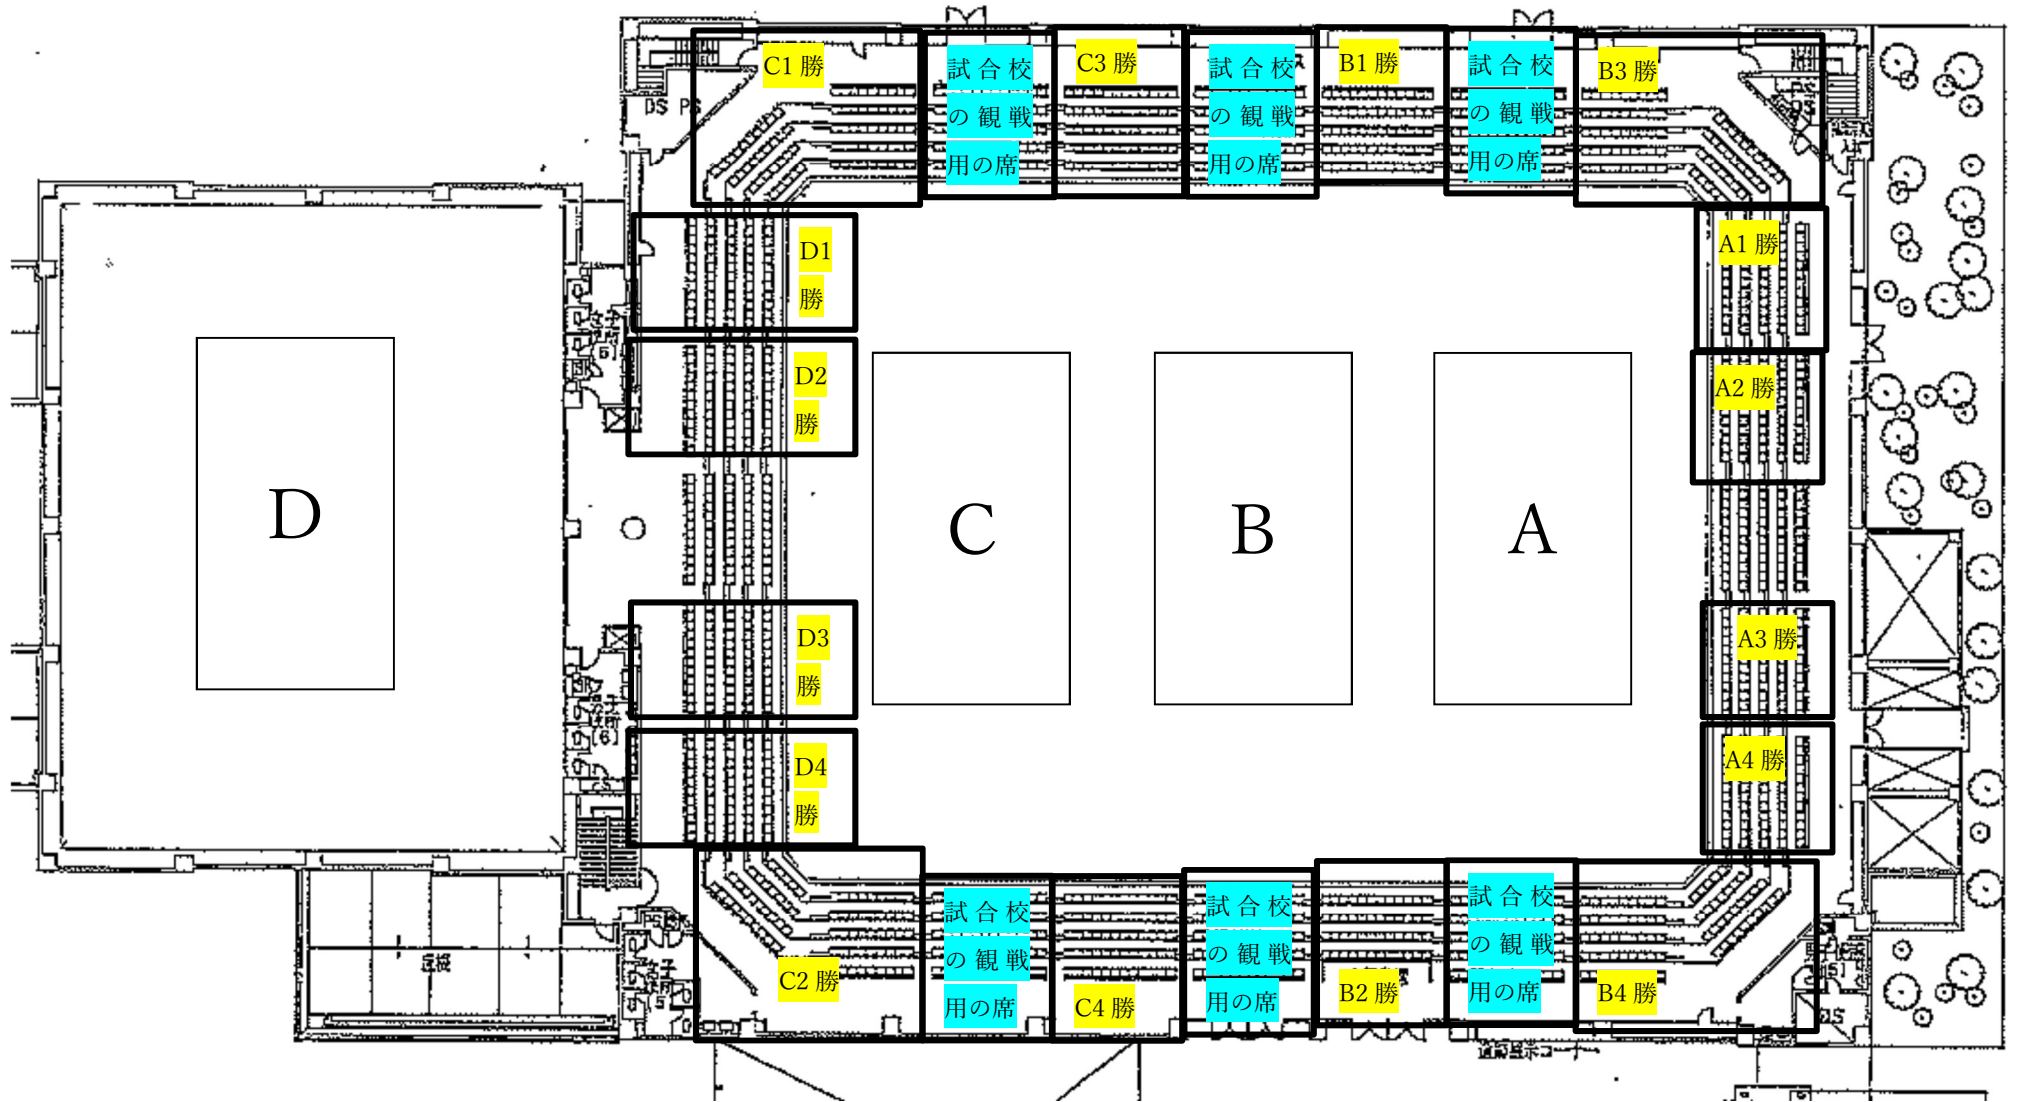 C1 勝
試合校
の観戦
用の席
C3 勝
試合校
の観戦
用の席
B1 勝
試合校
の観戦
用の席
B3 勝
DS PS
D1
勝
A1 勝
D2
勝
A2 勝
D
C
B
A
D3
勝
A3 勝
[6]
D4
勝
A4 勝
C2 勝
試合校
の観戦
用の席
C4 勝
試合校
の観戦
用の席
B2 勝
試合校
の観戦
用の席
B4 勝